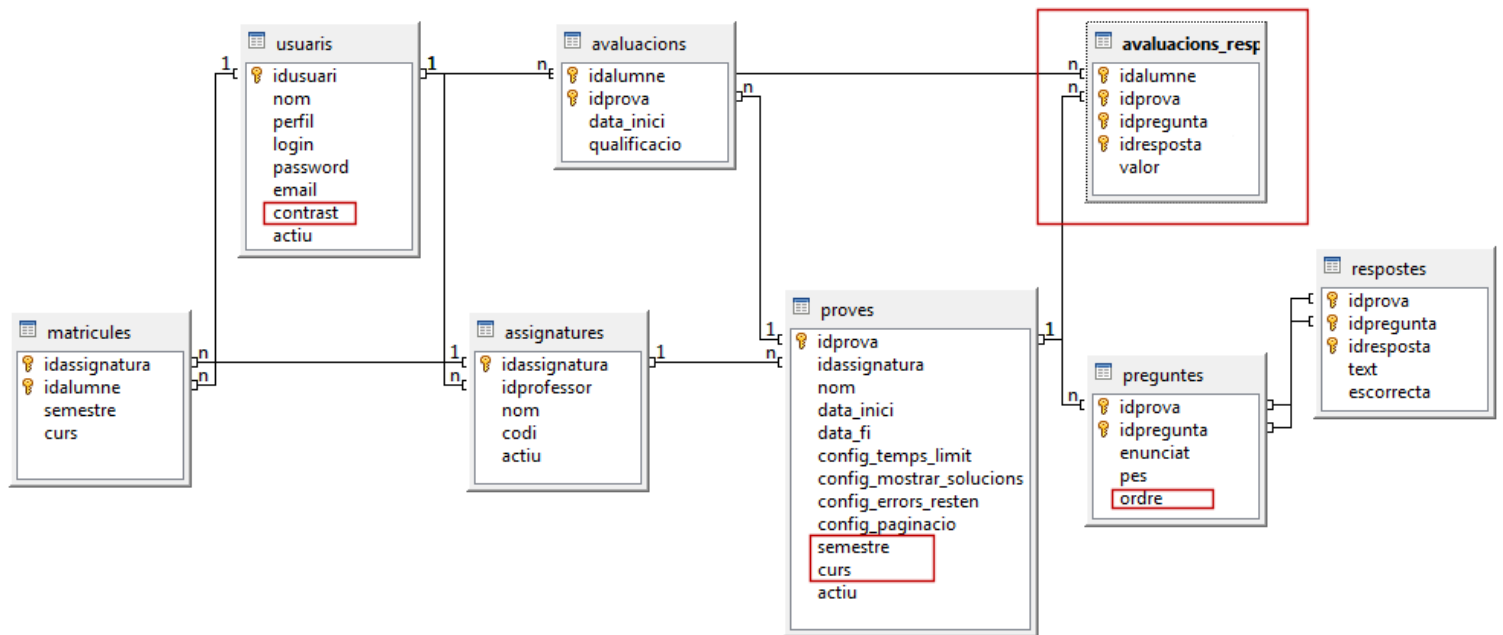 usuaris
idusuari
nom
perfil
login
password
email
contrast
actiu
avaluacions
idalumne
idprova
data_inici
qualificacio
avaluacions_resp
idalumne
idprova
idpregunta
idresposta
valor
matricules
idassignatura
idalumne
semestre
curs
assignatures
idassignatura
idprofessor
nom
codi
actiu
proves
idprova
idassignatura
nom
data_inici
data_fi
config_temps_limit
config_mostrar_solucions
config_errors_resten
config_paginacio
semestre
curs
actiu
preguntes
idprova
idpregunta
enunciat
pes
ordre
respostes
idprova
idpregunta
idresposta
text
escorrecta
1
1
n
n
n
n
n
n
1
n
1
n
1
1
n